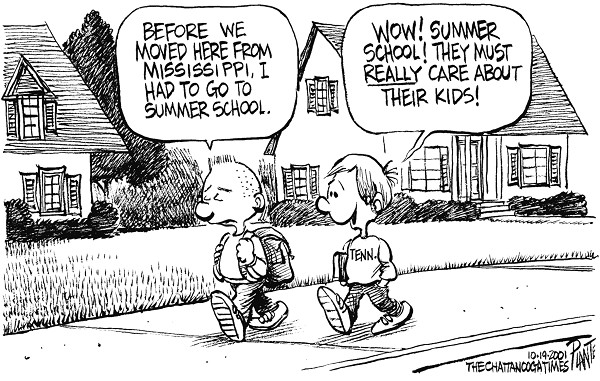 BEFORE WE
MOVED HERE FROM
MISSISSIPPI, I
HAD TO GO TO
SUMMER SCHOOL.
WOW! SUMMER
SCHOOL! THEY MUST
REALLY CARE ABOUT
THEIR KIDS!
TENN.
10-19-2001
THE CHATTANOOGA TIMES
PLANTE